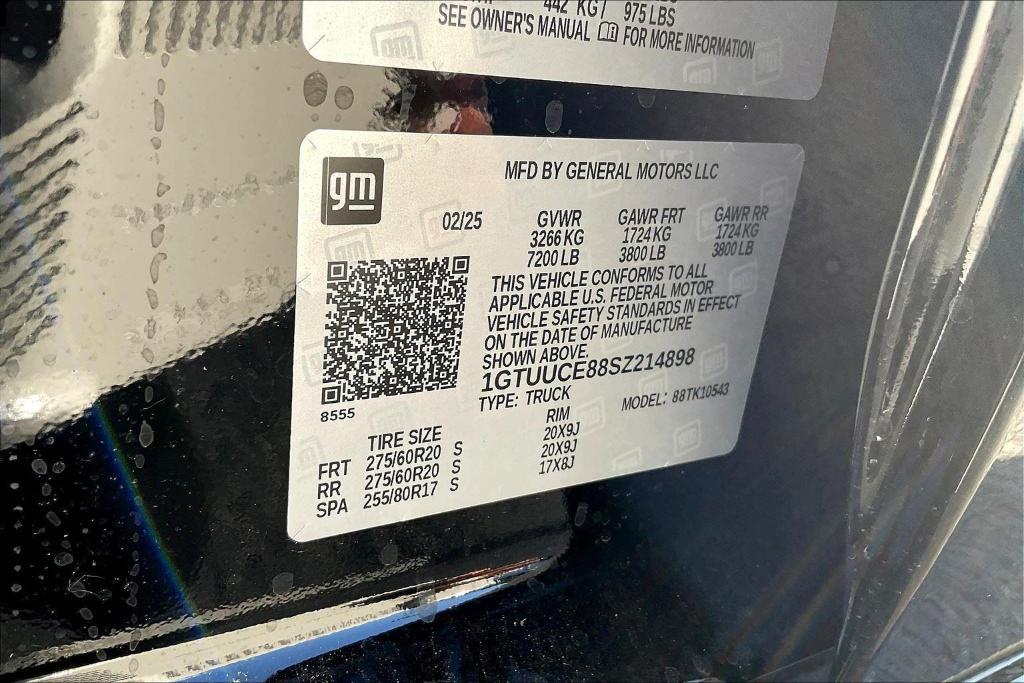 442 KG 975 LBS
SEE OWNER'S MANUAL FOR MORE INFORMATION
gm
MFD BY GENERAL MOTORS LLC
02/25 GVWR GAWR FRT GAWR RR
3266 KG 1724 KG 1724 KG
7200 LB 3800 LB 3800 LB
THIS VEHICLE CONFORMS TO ALL
APPLICABLE U.S. FEDERAL MOTOR
VEHICLE SAFETY STANDARDS IN EFFECT
ON THE DATE OF MANUFACTURE
SHOWN ABOVE.
1GTUUCE88SZ214898
TYPE: TRUCK MODEL: 88TK10543
8555
TIRE SIZE RIM
FRT 275/60R20 S 20X9J
RR 275/60R20 S 20X9J
SPA 255/80R17 S 17X8J